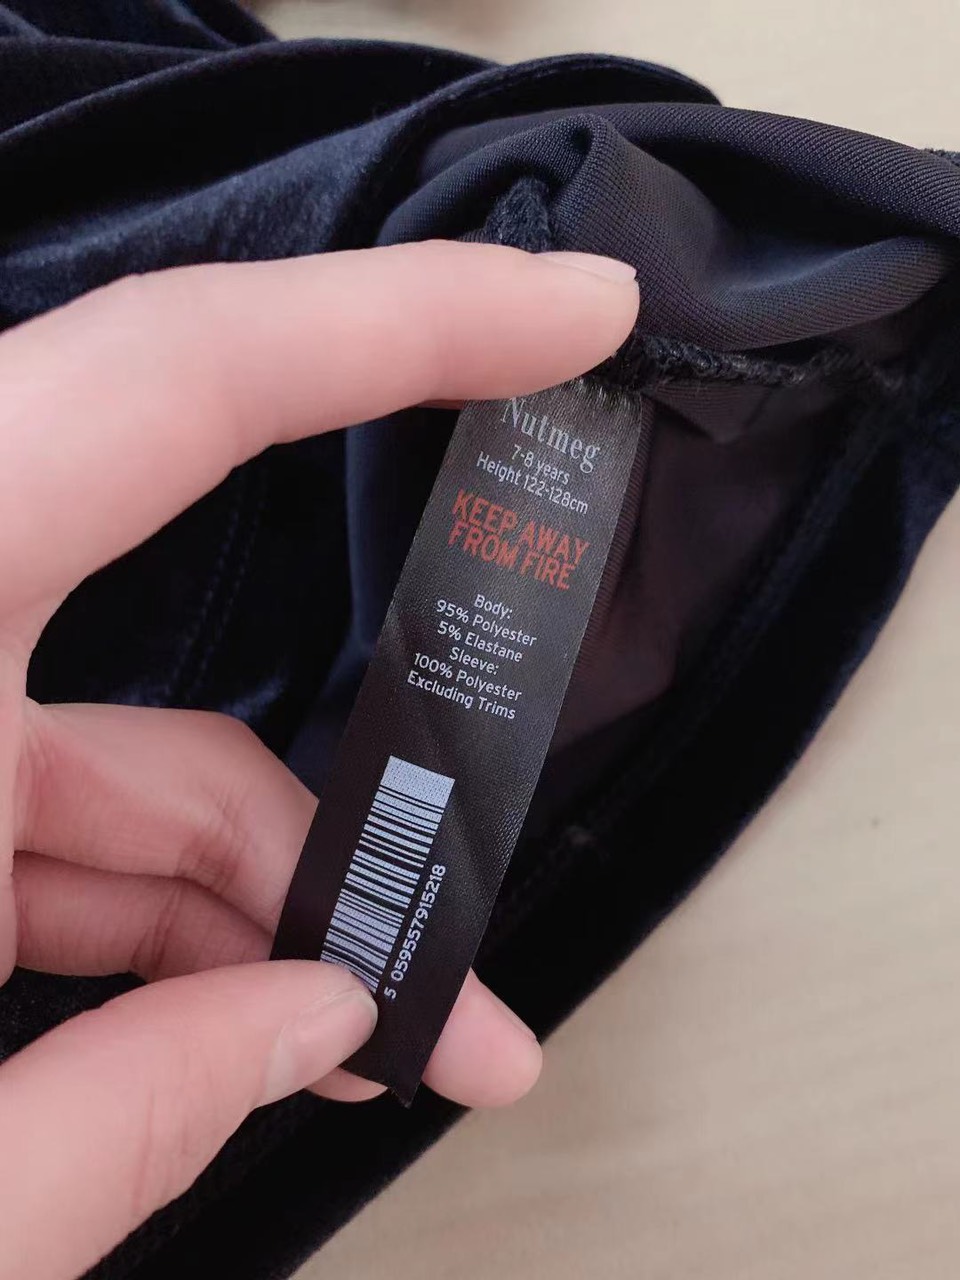 Nutmeg
7-8 years
Height 122-128cm
KEEP AWAY
FROM FIRE
Body:
95% Polyester
5% Elastane
Sleeve:
100% Polyester
Excluding Trims
5 059557915218